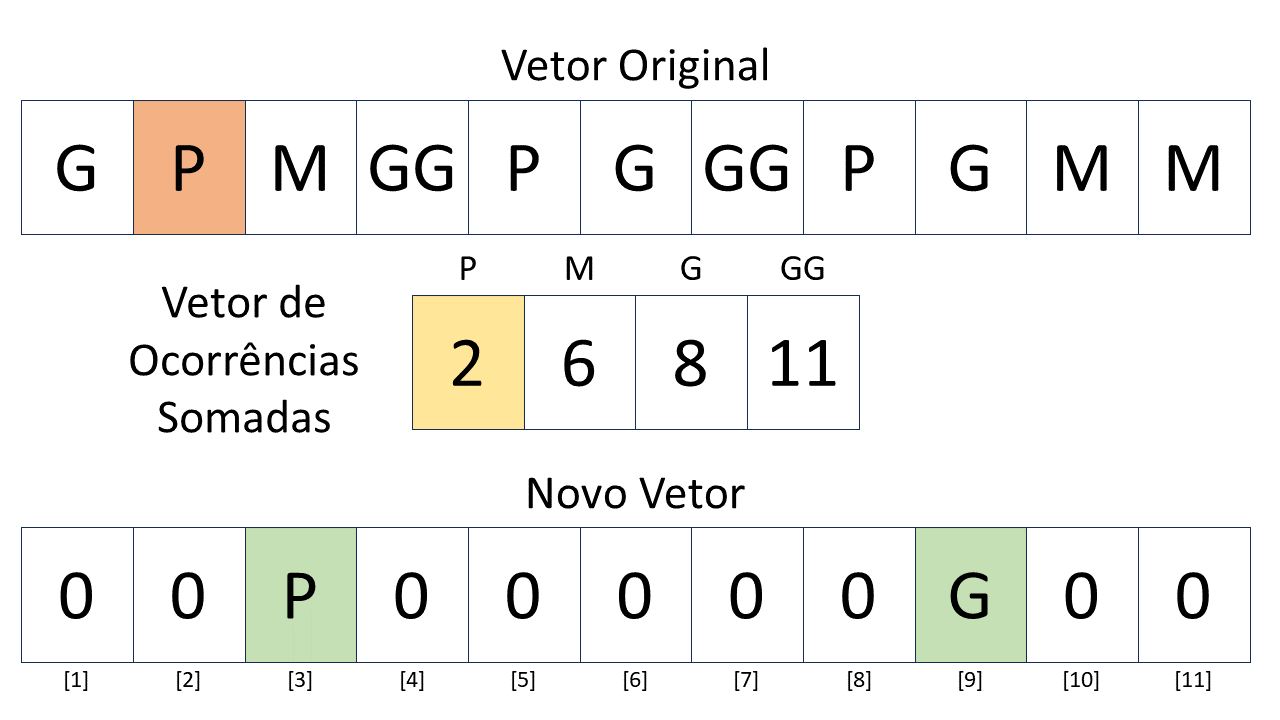 Vetor Original
G P M GG P G GG P G M M
P M G GG
Vetor de
Ocorrências
Somadas
2 6 8 11
Novo Vetor
0 0 P 0 0 0 0 0 G 0 0
[1] [2] [3] [4] [5] [6] [7] [8] [9] [10] [11]